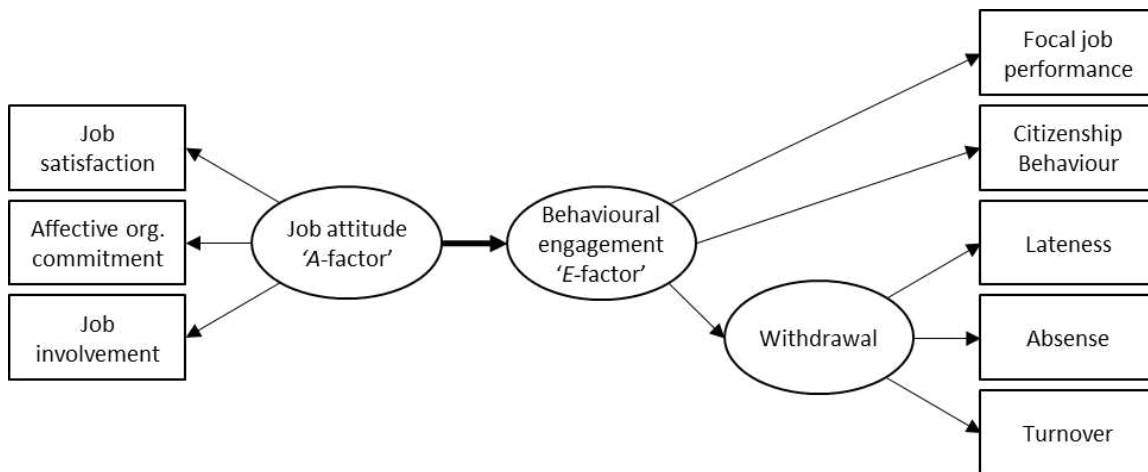 Job
satisfaction
Affective org.
commitment
Job
involvement
Job attitude
‘A-factor’
Behavioural
engagement
‘E-factor’
Withdrawal
Focal job
performance
Citizenship
Behaviour
Lateness
Absense
Turnover